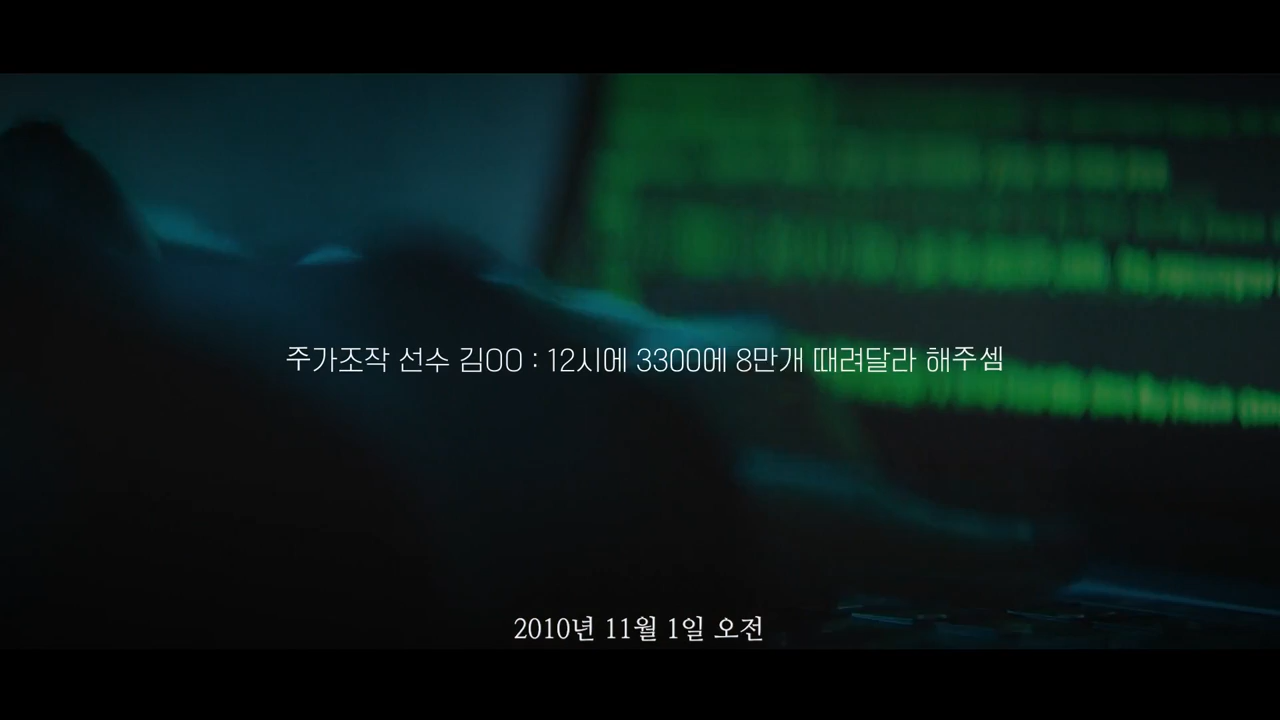 주가조작 선수 김OO : 12시에 3300에 8만개 때려달라 해주셈
2010년 11월 1일 오전